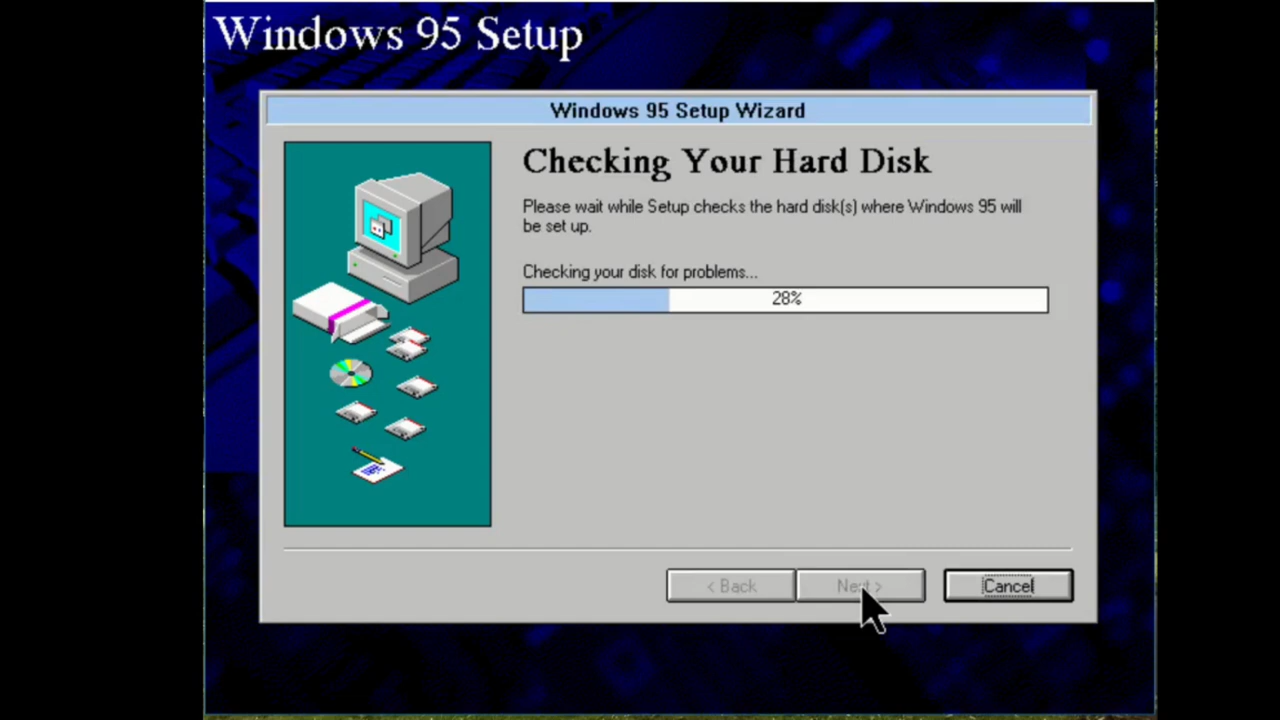 Windows 95 Setup
Windows 95 Setup Wizard
Checking Your Hard Disk
Please wait while Setup checks the hard disk(s) where Windows 95 will
be set up.
Checking your disk for problems...
28%
< Back
Next >
Cancel